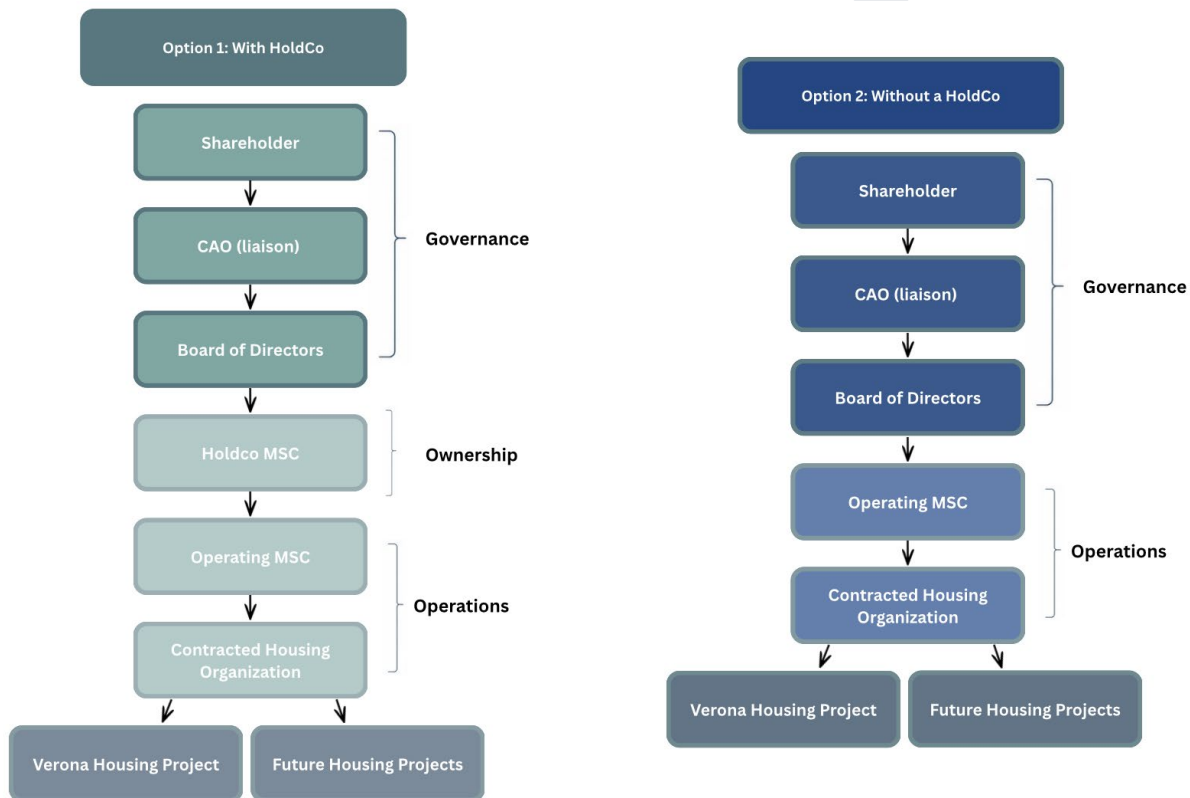 Option 1: With HoldCo
Shareholder
CAO (liaison)
Board of Directors
Governance
Holdco MSC
Ownership
Operating MSC
Contracted Housing
Organization
Operations
Verona Housing Project
Future Housing Projects
Option 2: Without a HoldCo
Shareholder
CAO (liaison)
Board of Directors
Governance
Operating MSC
Contracted Housing
Organization
Operations
Verona Housing Project
Future Housing Projects